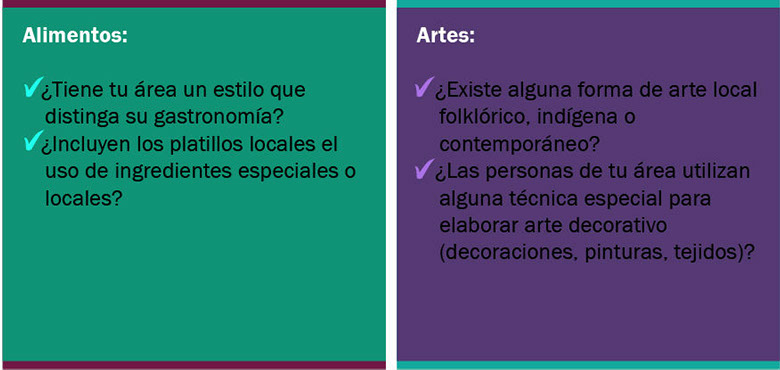 Alimentos:
✓¿Tiene tu área un estilo que
distinga su gastronomía?
✓¿Incluyen los platillos locales el
uso de ingredientes especiales o
locales?
Artes:
✓¿Existe alguna forma de arte local
folklórico, indígena o
contemporáneo?
✓¿Las personas de tu área utilizan
alguna técnica especial para
elaborar arte decorativo
(decoraciones, pinturas, tejidos)?